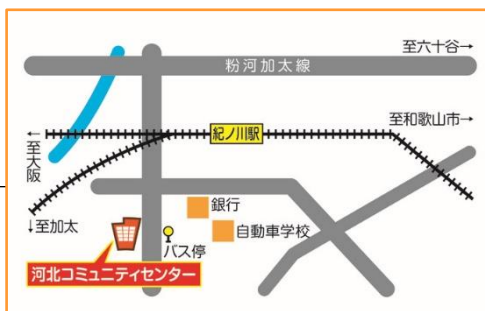 至六十谷→
粉河加太線
至和歌山市→
紀ノ川駅
←至大阪
↓至加太
銀行
自動車学校
バス停
河北コミュニティセンター